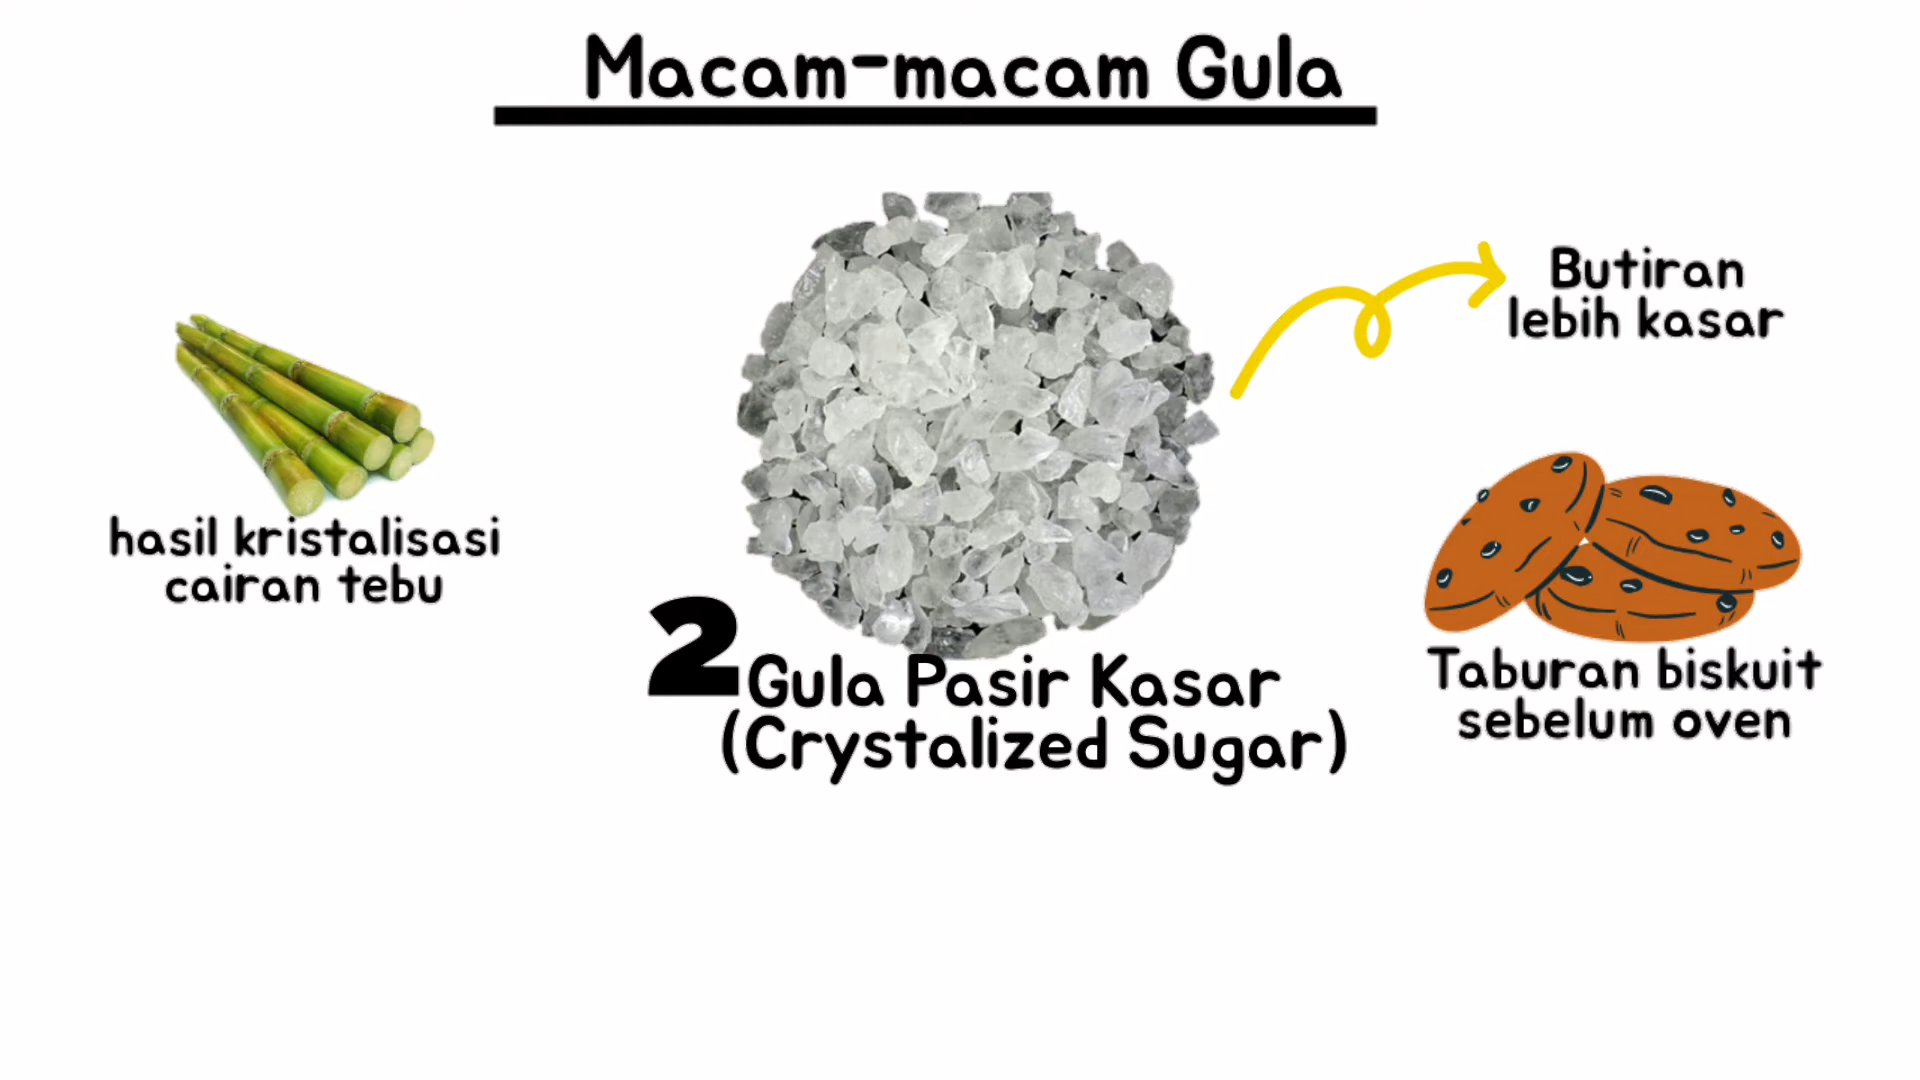 Macam-macam Gula
Butiran
lebih kasar
hasil kristalisasi
cairan tebu
2
Gula Pasir Kasar
(Crystalized Sugar)
Taburan biskuit
sebelum oven